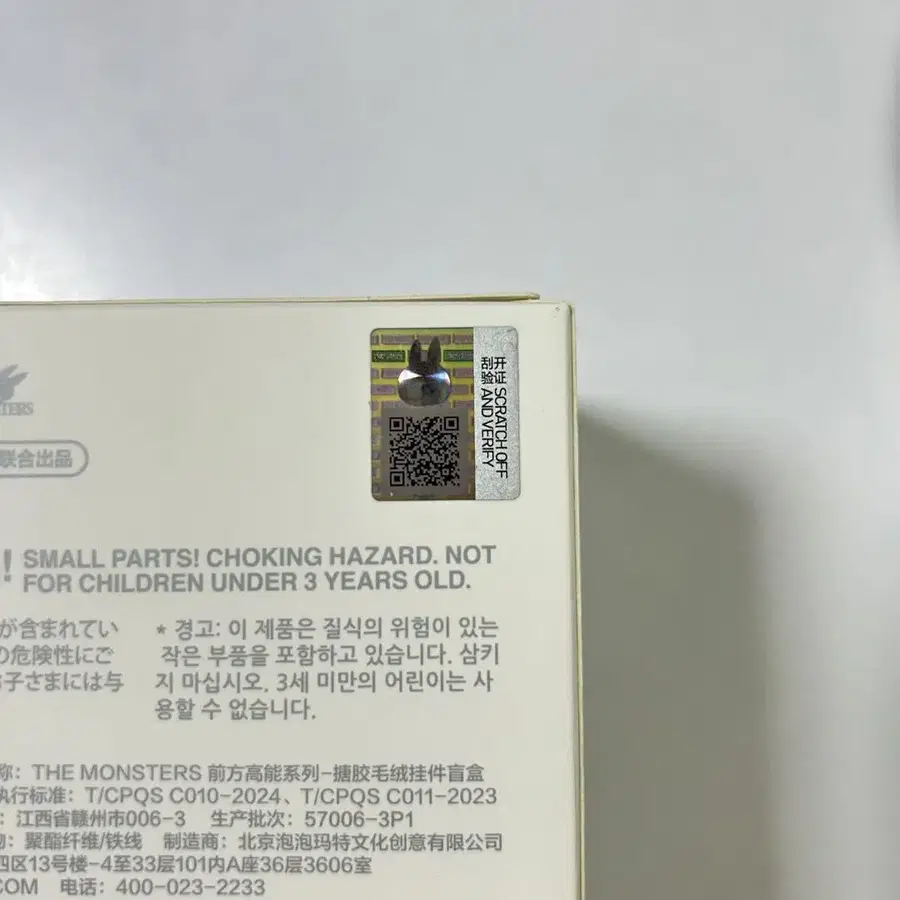 开过 SCRATCH OFF
刮验 AND VERIFY
联合出品
! SMALL PARTS! CHOKING HAZARD. NOT
FOR CHILDREN UNDER 3 YEARS OLD.
が含まれてい
の危険性にご
子さまには与
* 경고: 이 제품은 질식의 위험이 있는
작은 부품을 포함하고 있습니다. 삼키
지 마십시오. 3세 미만의 어린이는 사
용할 수 없습니다.
称: THE MONSTERS 前方高能系列-搪胶毛绒挂件盲盒
执行标准: T/CPQS C010-2024、T/CPQS C011-2023
: 江西省赣州市006-3 生产批次: 57006-3P1
: 聚酯纤维/铁线 制造商: 北京泡泡玛特文化创意有限公司
四区13号楼-4至33层101内A座36层3606室
COM 电话: 400-023-2233